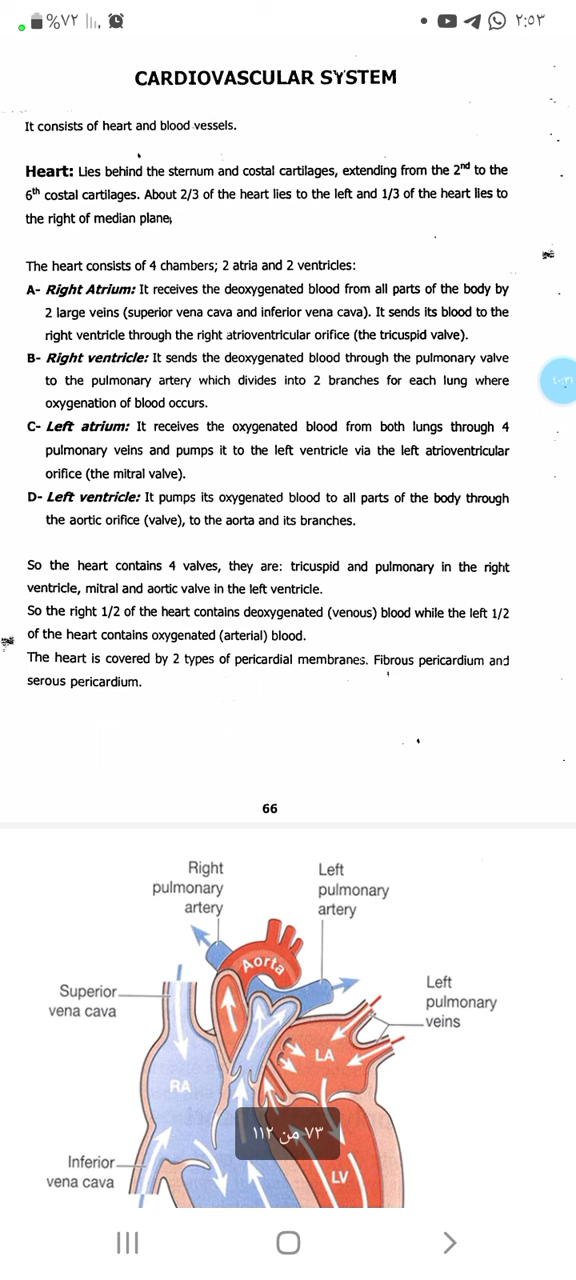 %٧٢ ٢:٥٣
CARDIOVASCULAR SYSTEM
It consists of heart and blood vessels.
Heart: Lies behind the sternum and costal cartilages, extending from the 2nd to the
6th costal cartilages. About 2/3 of the heart lies to the left and 1/3 of the heart lies to
the right of median plane,
The heart consists of 4 chambers; 2 atria and 2 ventricles:
A- Right Atrium: It receives the deoxygenated blood from all parts of the body by
2 large veins (superior vena cava and inferior vena cava). It sends its blood to the
right ventricle through the right atrioventricular orifice (the tricuspid valve).
B- Right ventricle: It sends the deoxygenated blood through the pulmonary valve
to the pulmonary artery which divides into 2 branches for each lung where
oxygenation of blood occurs.
C- Left atrium: It receives the oxygenated blood from both lungs through 4
pulmonary veins and pumps it to the left ventricle via the left atrioventricular
orifice (the mitral valve).
D- Left ventricle: It pumps its oxygenated blood to all parts of the body through
the aortic orifice (valve), to the aorta and its branches.
So the heart contains 4 valves, they are: tricuspid and pulmonary in the right
ventricle, mitral and aortic valve in the left ventricle.
So the right 1/2 of the heart contains deoxygenated (venous) blood while the left 1/2
of the heart contains oxygenated (arterial) blood.
The heart is covered by 2 types of pericardial membranes. Fibrous pericardium and
serous pericardium.
66
Right
pulmonary
artery
Left
pulmonary
artery
Aorta
Superior
vena cava
Left
pulmonary
veins
LA
RA
٧٣ من ١١٢
Inferior
vena cava
LV